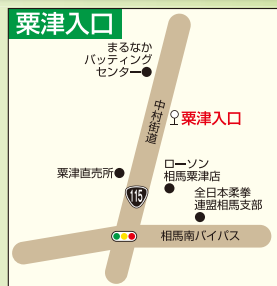 粟津入口
まるなか
バッティング
センター
中村街道
粟津入口
粟津直売所
ローソン
相馬粟津店
115
全日本柔拳
連盟相馬支部
相馬南バイパス